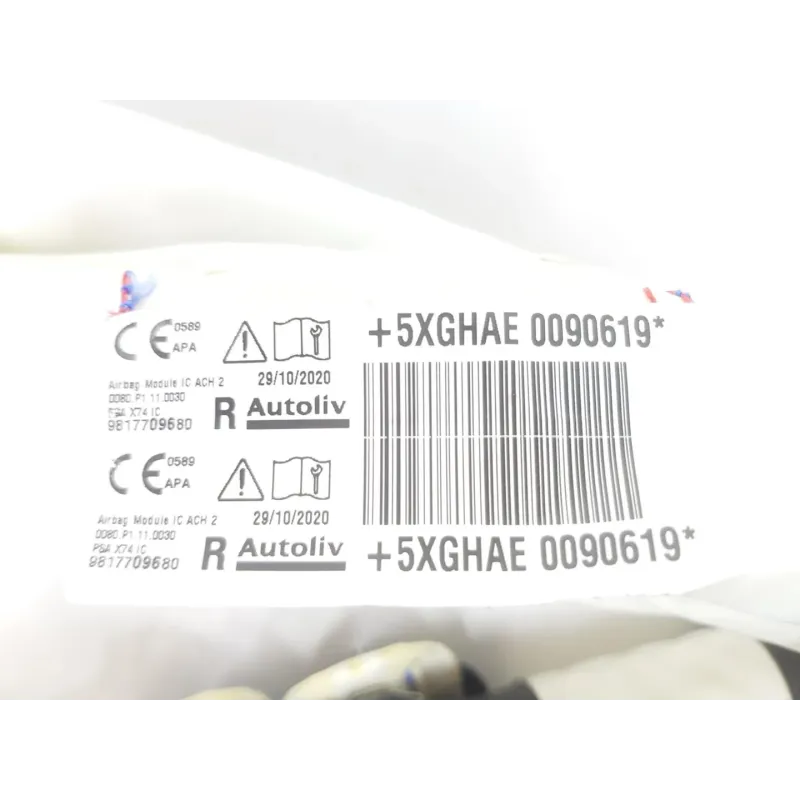 +5XGHAE 0090619*
CE 0589
APA
29/10/2020
Airbag Module IC ACH 2
0080.P1.11.0030
PSA X74 IC
9817709680
R Autoliv
CE 0589
APA
29/10/2020
Airbag Module IC ACH 2
0080.P1.11.0030
PSA X74 IC
9817709680
R Autoliv
+5XGHAE 0090619*